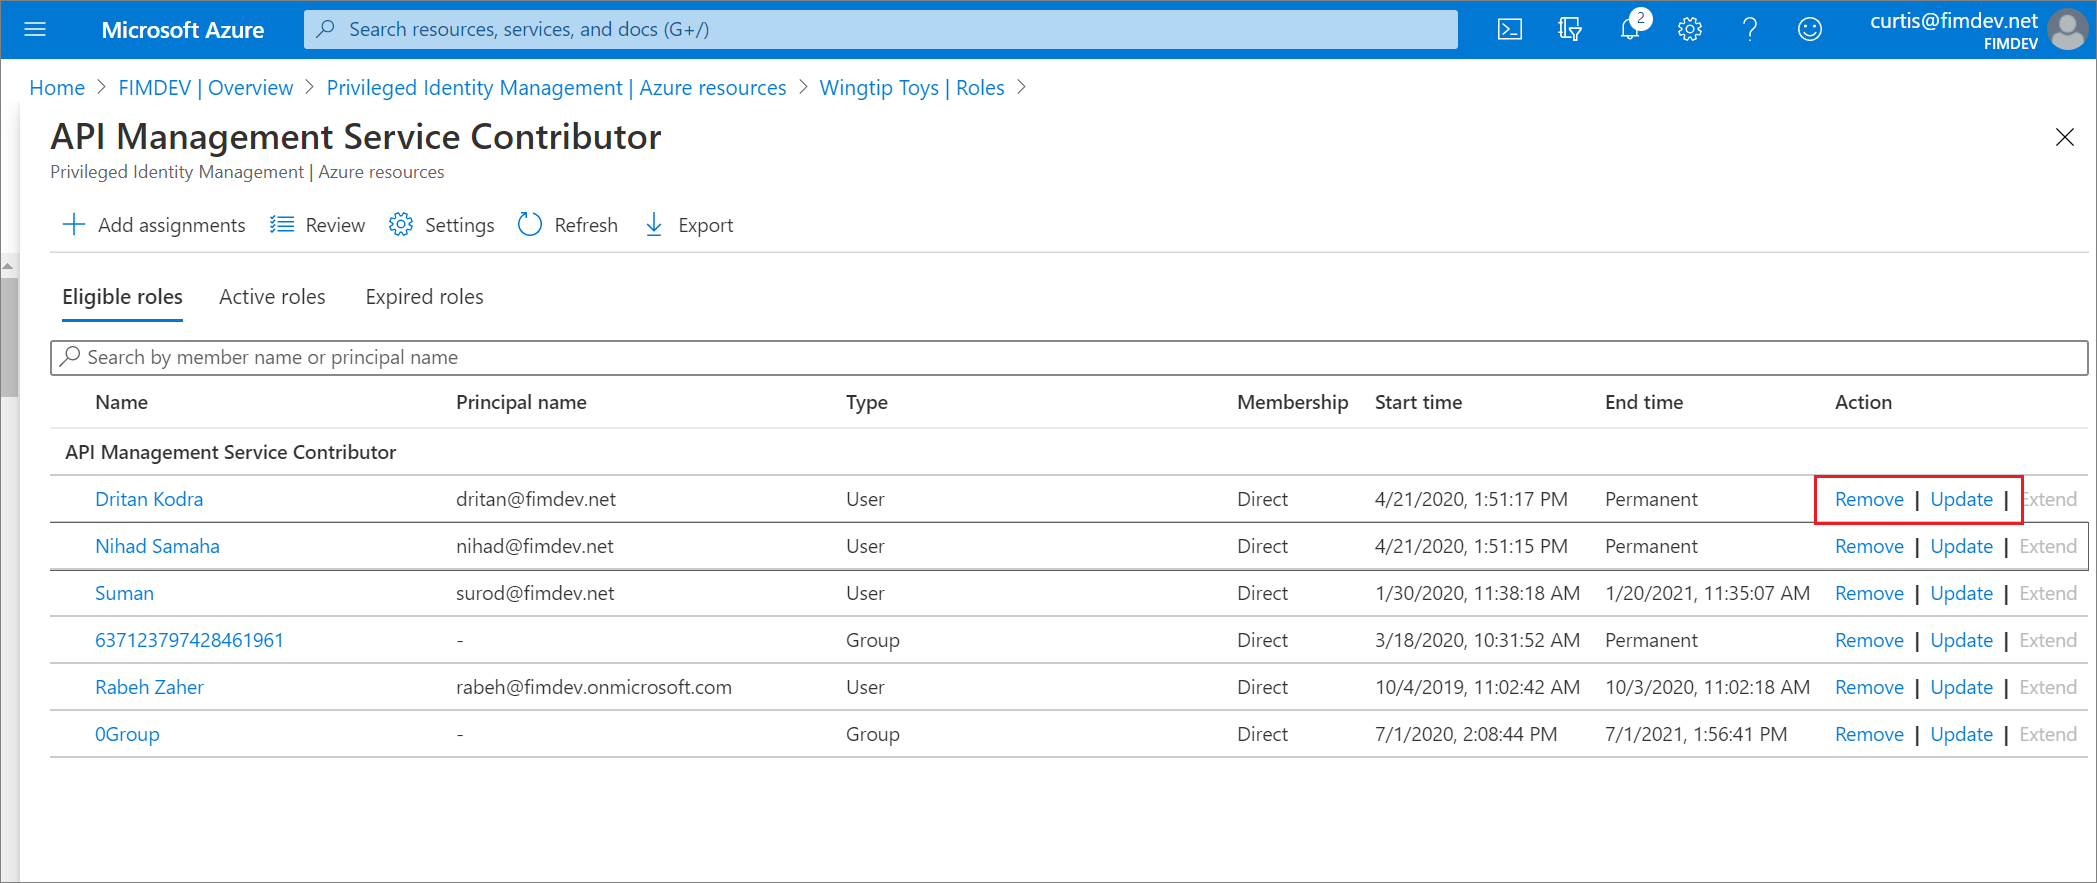 Microsoft Azure
Search resources, services, and docs (G+/)
2
curtis@fimdev.net
FIMDEV
Home > FIMDEV | Overview > Privileged Identity Management | Azure resources > Wingtip Toys | Roles >
API Management Service Contributor
Privileged Identity Management | Azure resources
Add assignments Review Settings Refresh Export
Eligible roles Active roles Expired roles
Search by member name or principal name
Name Principal name Type Membership Start time End time Action
API Management Service Contributor
Dritan Kodra dritan@fimdev.net User Direct 4/21/2020, 1:51:17 PM Permanent Remove | Update | Extend
Nihad Samaha nihad@fimdev.net User Direct 4/21/2020, 1:51:15 PM Permanent Remove | Update | Extend
Suman surod@fimdev.net User Direct 1/30/2020, 11:38:18 AM 1/20/2021, 11:35:07 AM Remove | Update | Extend
637123797428461961 - Group Direct 3/18/2020, 10:31:52 AM Permanent Remove | Update | Extend
Rabeh Zaher rabeh@fimdev.onmicrosoft.com User Direct 10/4/2019, 11:02:42 AM 10/3/2020, 11:02:18 AM Remove | Update | Extend
0Group - Group Direct 7/1/2020, 2:08:44 PM 7/1/2021, 1:56:41 PM Remove | Update | Extend